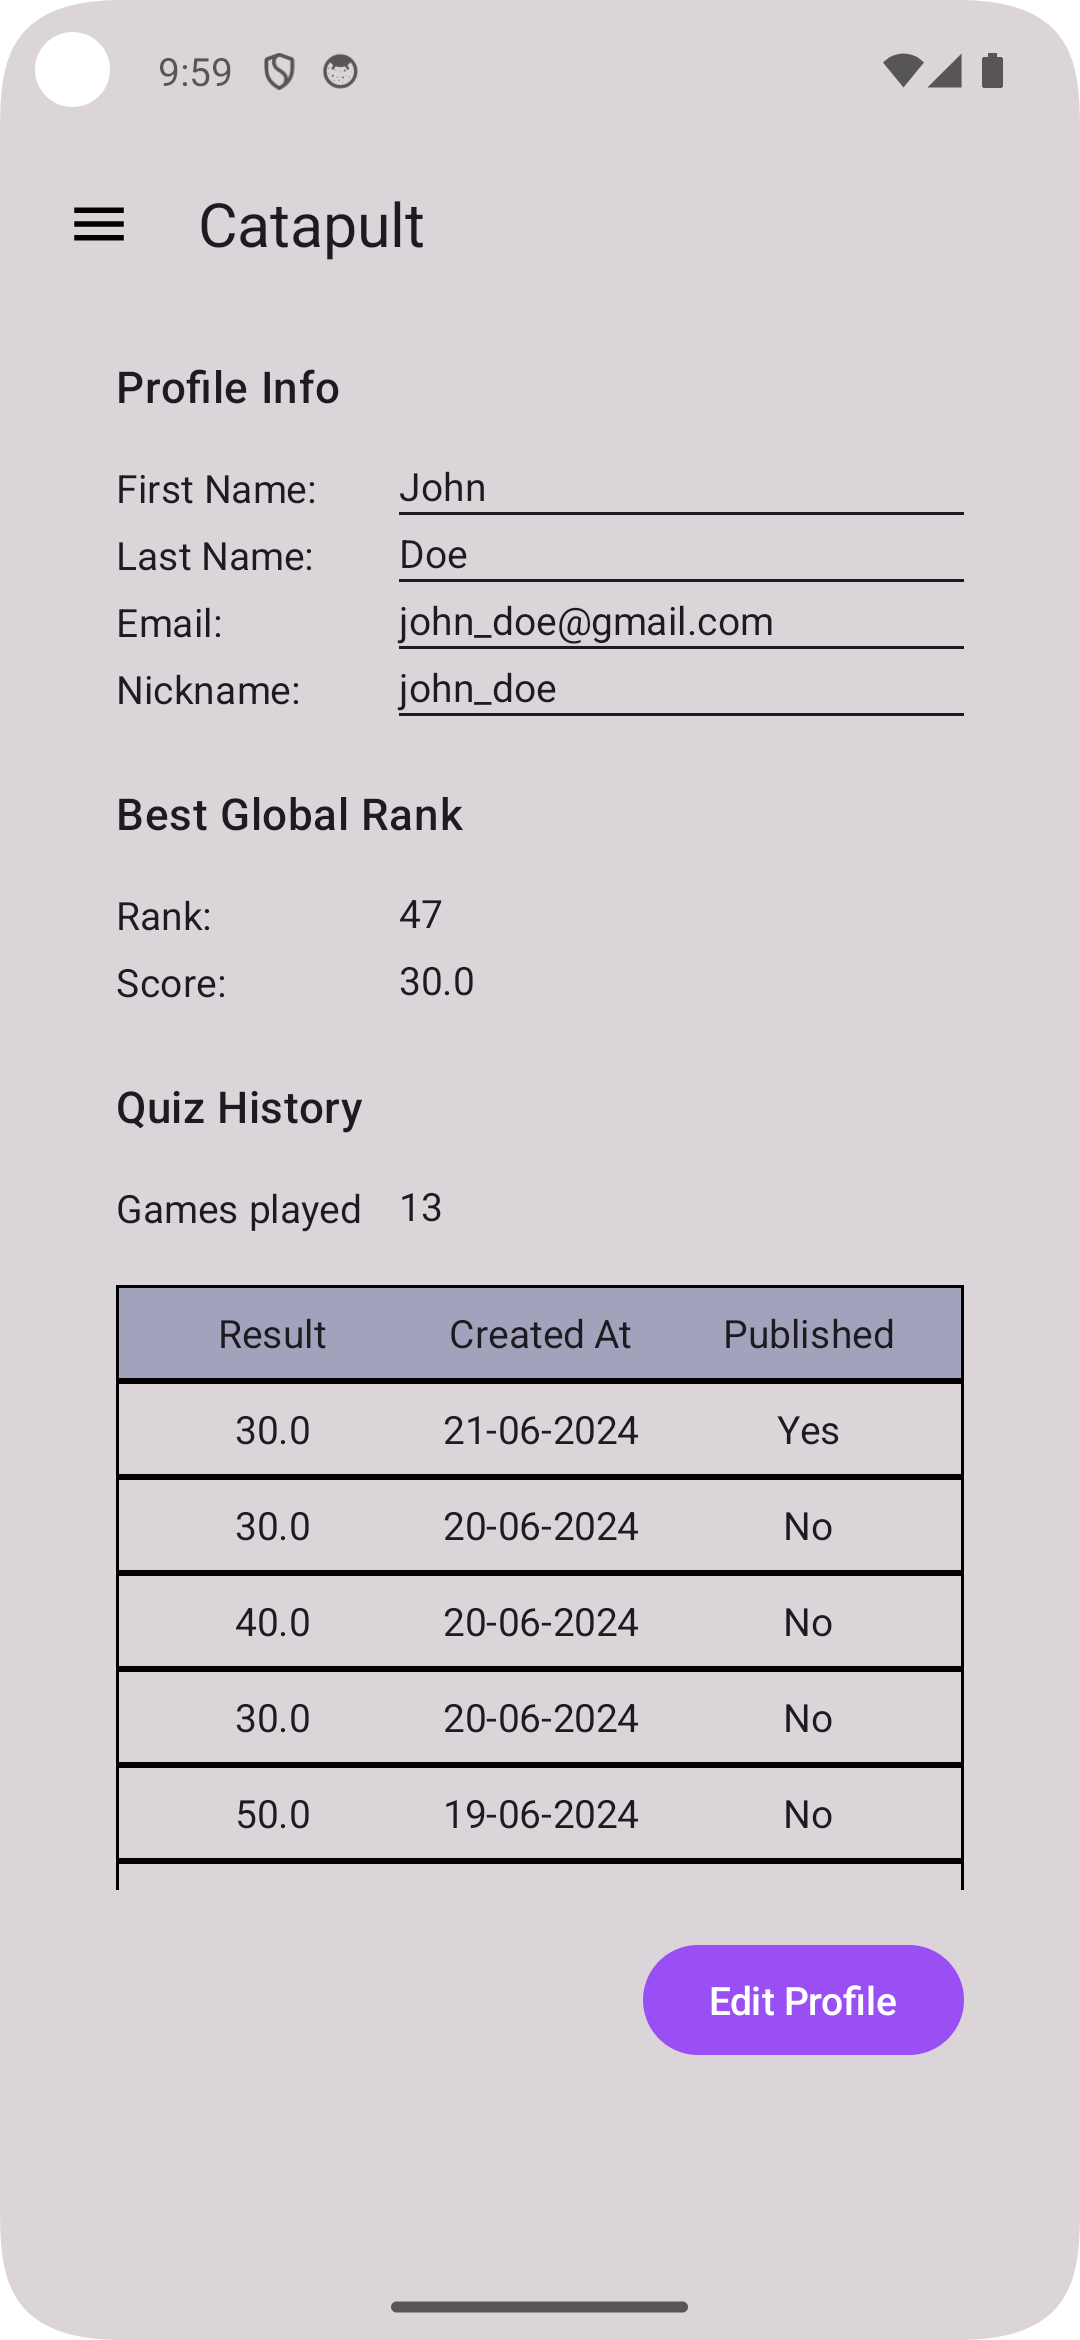 9:59
Catapult
Profile Info
First Name: John
Last Name: Doe
Email: john_doe@gmail.com
Nickname: john_doe
Best Global Rank
Rank: 47
Score: 30.0
Quiz History
Games played 13
Result Created At Published
30.0 21-06-2024 Yes
30.0 20-06-2024 No
40.0 20-06-2024 No
30.0 20-06-2024 No
50.0 19-06-2024 No
Edit Profile